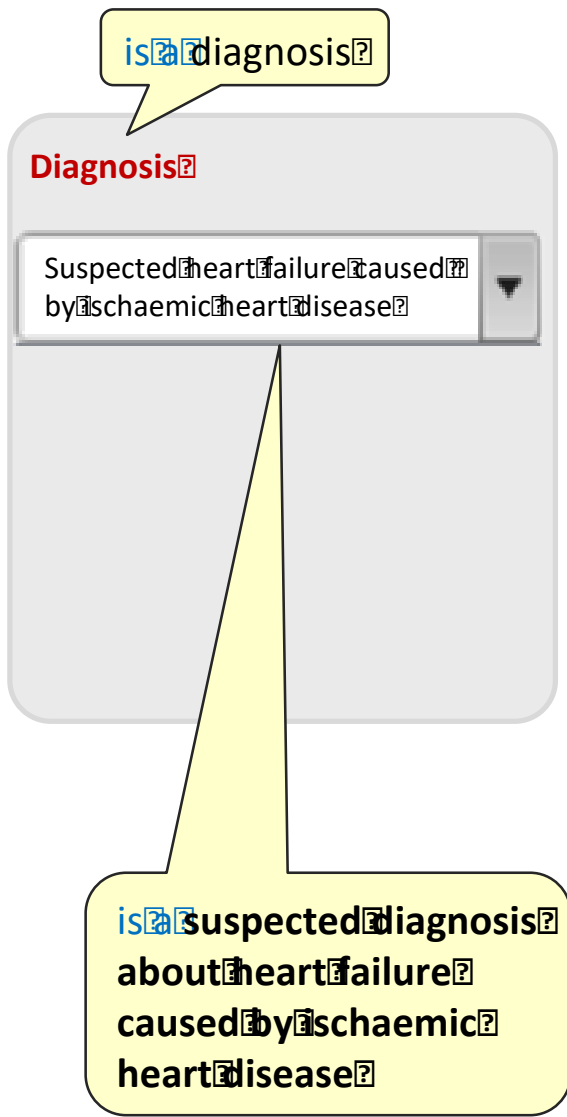 is a diagnosis
Diagnosis
Suspected heart failure caused
by ischaemic heart disease
is a suspected diagnosis
about heart failure
caused by ischaemic
heart disease